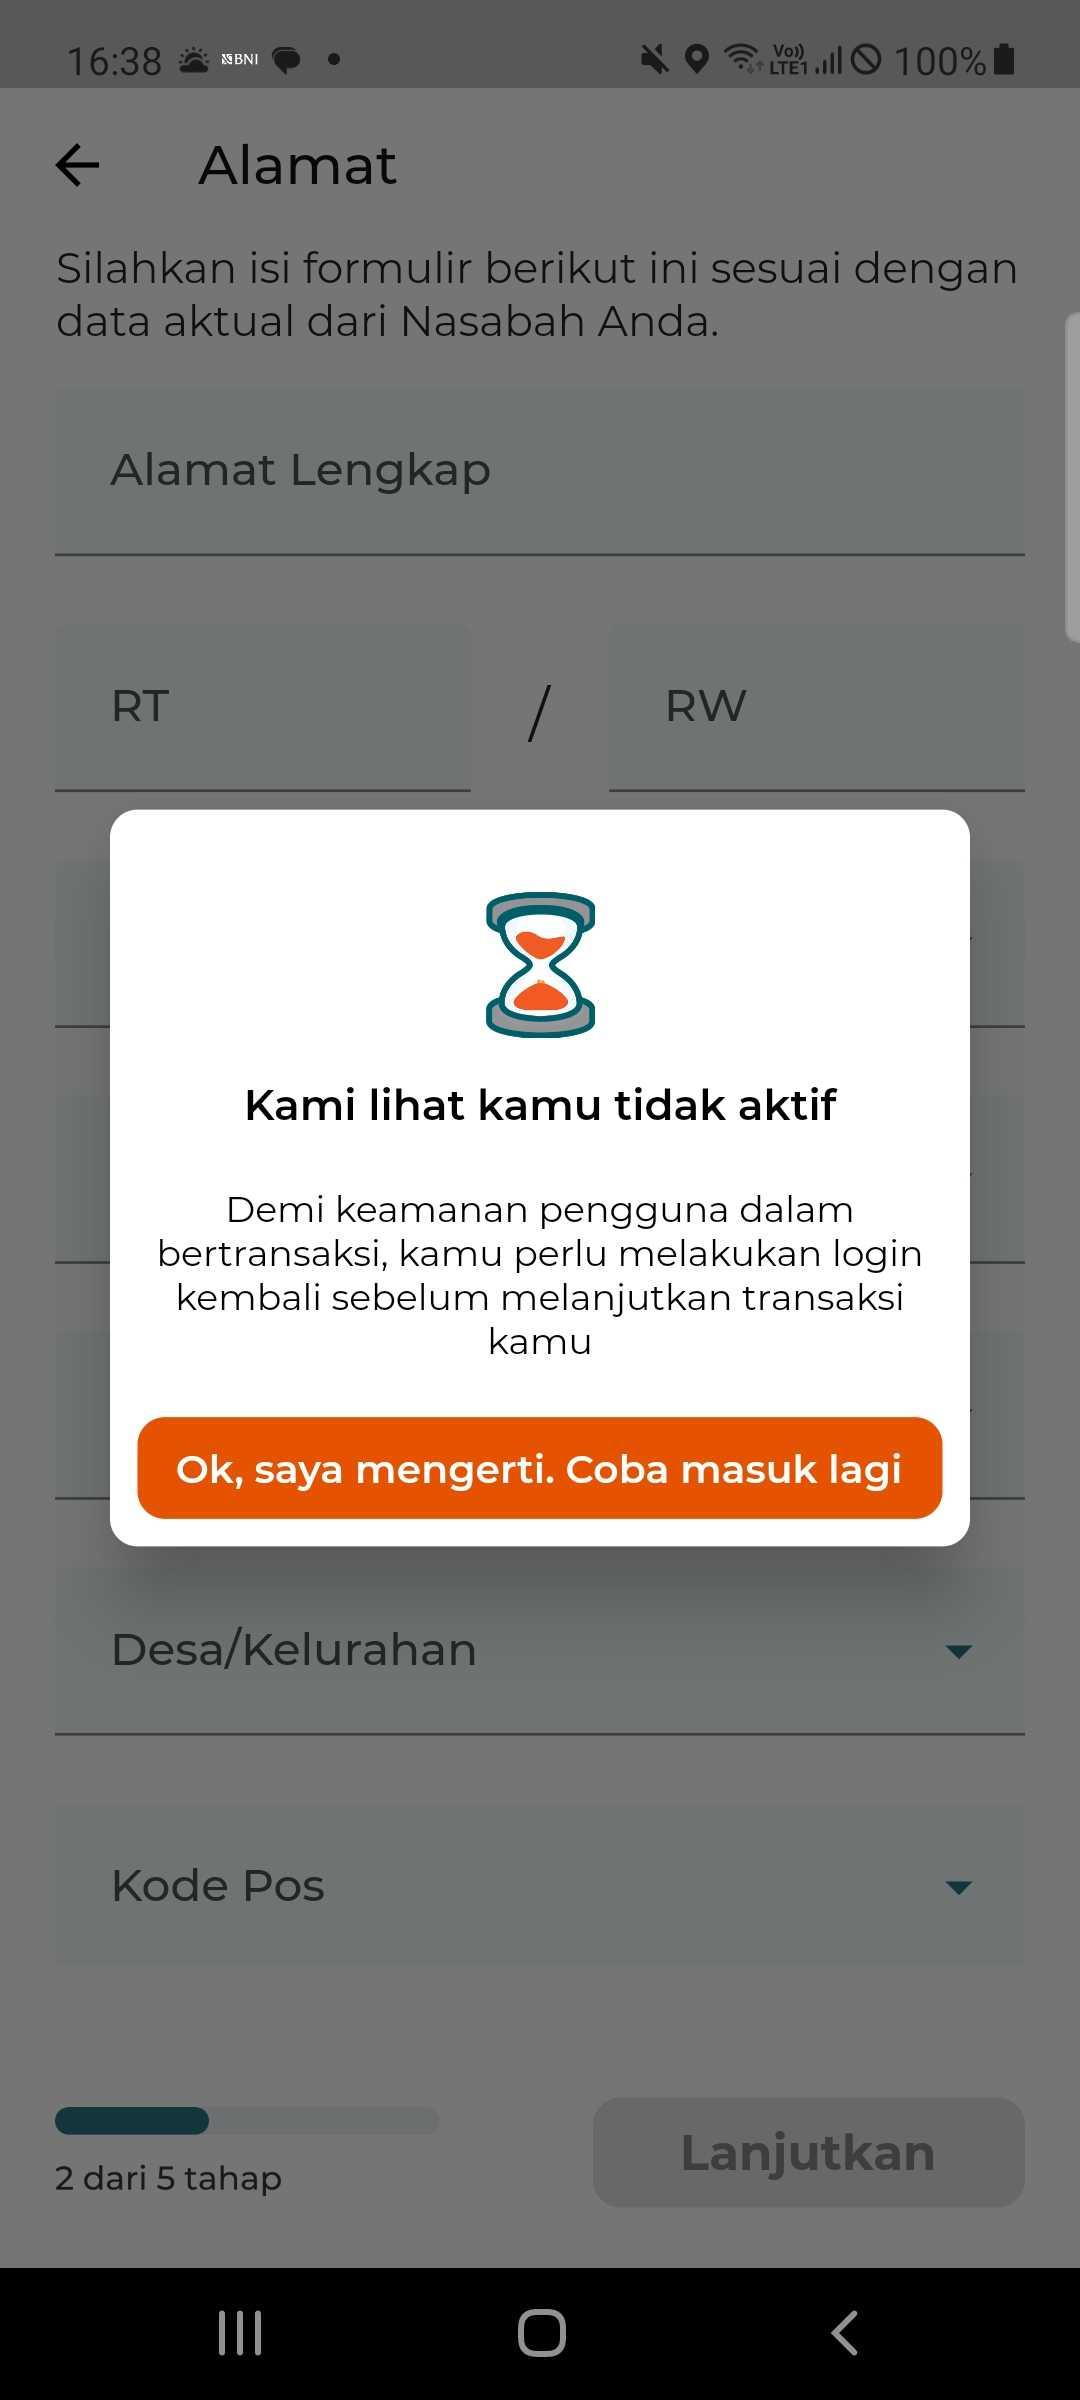 16:38 BNI Vo)) LTE1 100%
Alamat
Silahkan isi formulir berikut ini sesuai dengan
data aktual dari Nasabah Anda.
Alamat Lengkap
RT / RW
Kami lihat kamu tidak aktif
Demi keamanan pengguna dalam
bertransaksi, kamu perlu melakukan login
kembali sebelum melanjutkan transaksi
kamu
Ok, saya mengerti. Coba masuk lagi
Desa/Kelurahan
Kode Pos
2 dari 5 tahap
Lanjutkan